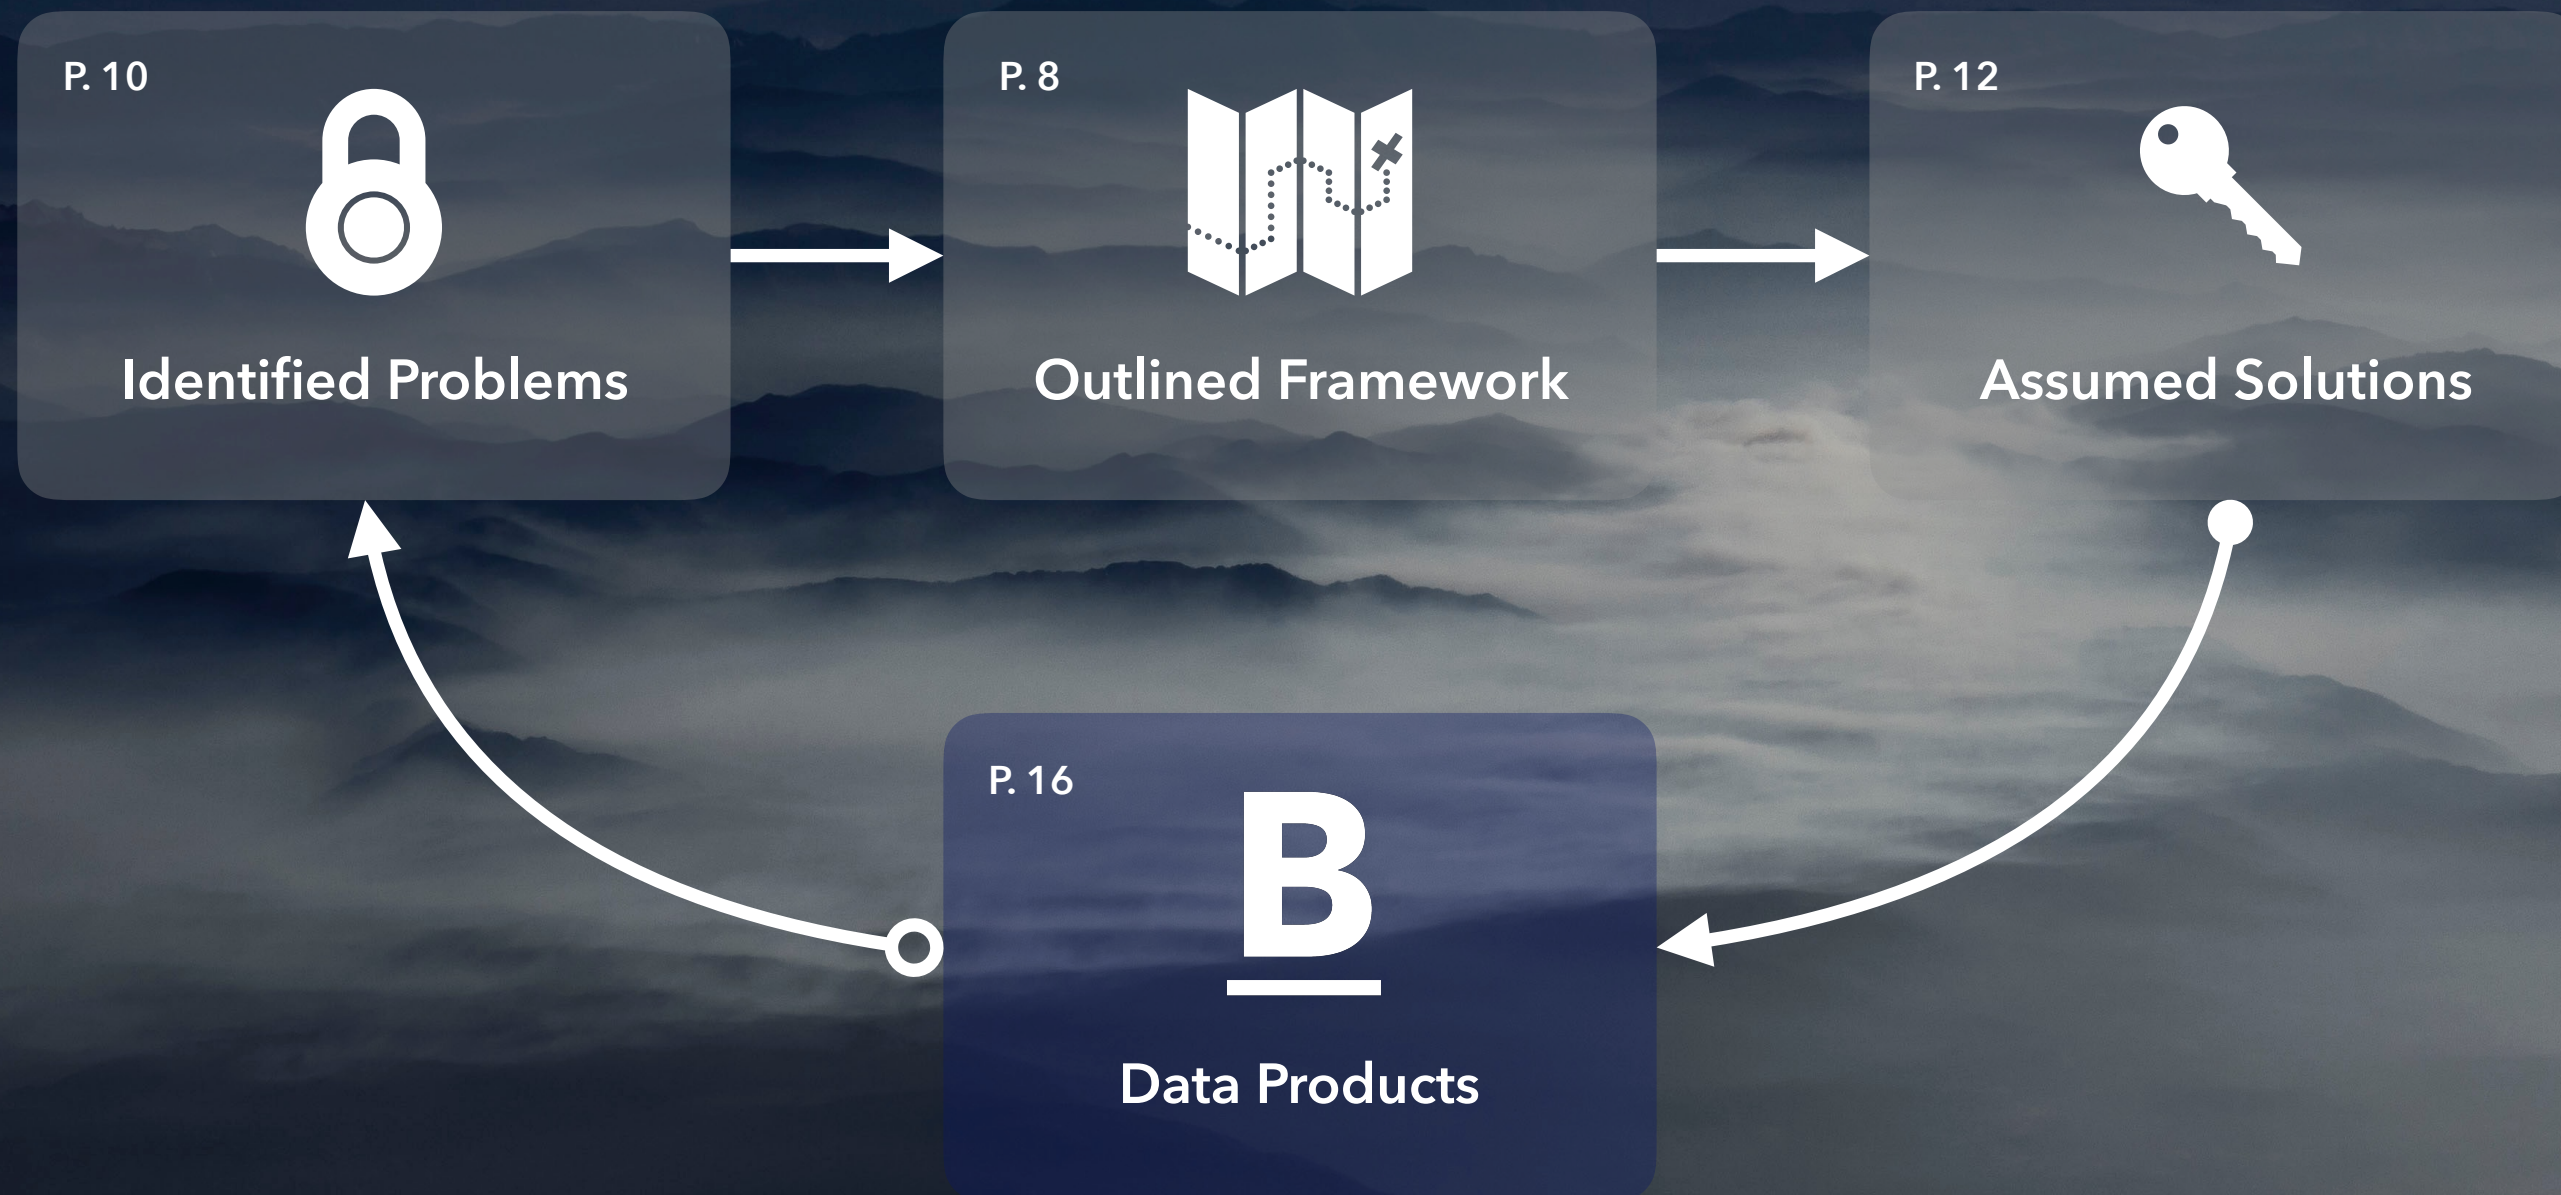 P. 10
Identified Problems
P. 8
Outlined Framework
P. 12
Assumed Solutions
P. 16
B
Data Products